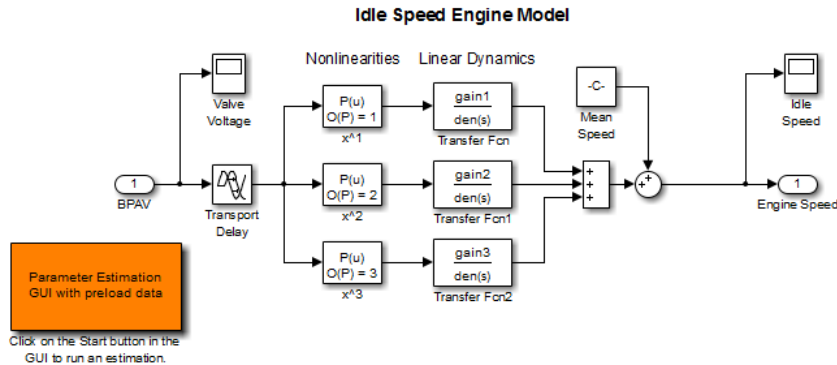 Idle Speed Engine Model
Nonlinearities
Linear Dynamics
Valve
Voltage
P(u)
O(P) = 1
x^1
gain1
den(s)
Transfer Fcn
-C-
Mean
Speed
Idle
Speed
1
BPAV
Transport
Delay
P(u)
O(P) = 2
x^2
gain2
den(s)
Transfer Fcn1
+
+
+
+
+
1
Engine Speed
P(u)
O(P) = 3
x^3
gain3
den(s)
Transfer Fcn2
Parameter Estimation
GUI with preload data
Click on the Start button in the
GUI to run an estimation.